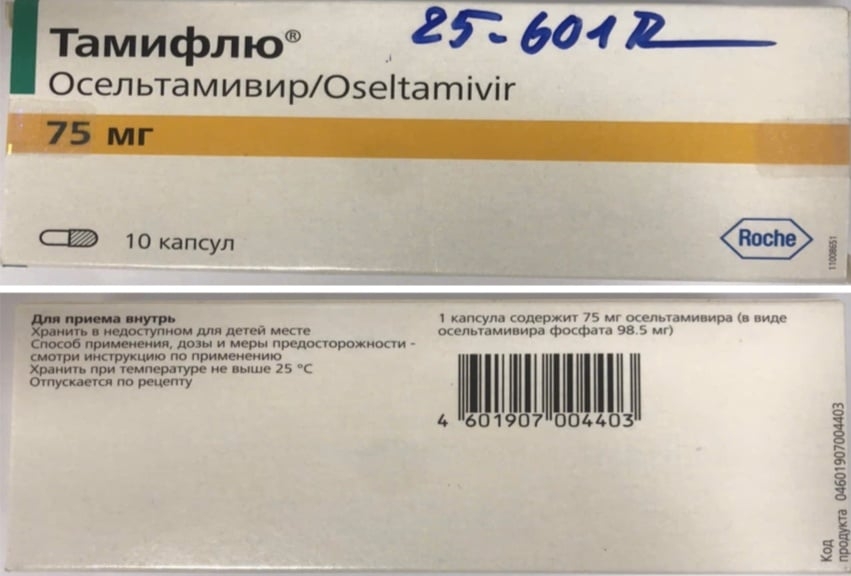 25-601R
Тамифлю®
Осельтамивир/Oseltamivir
75 мг
10 капсул
Roche
11008651
Для приема внутрь
Хранить в недоступном для детей месте
Способ применения, дозы и меры предосторожности -
смотри инструкцию по применению
Хранить при температуре не выше 25 °C
Отпускается по рецепту
1 капсула содержит 75 мг осельтамивира (в виде
осельтамивира фосфата 98.5 мг)
4 601907 004403
Код
продукта 04601907004403